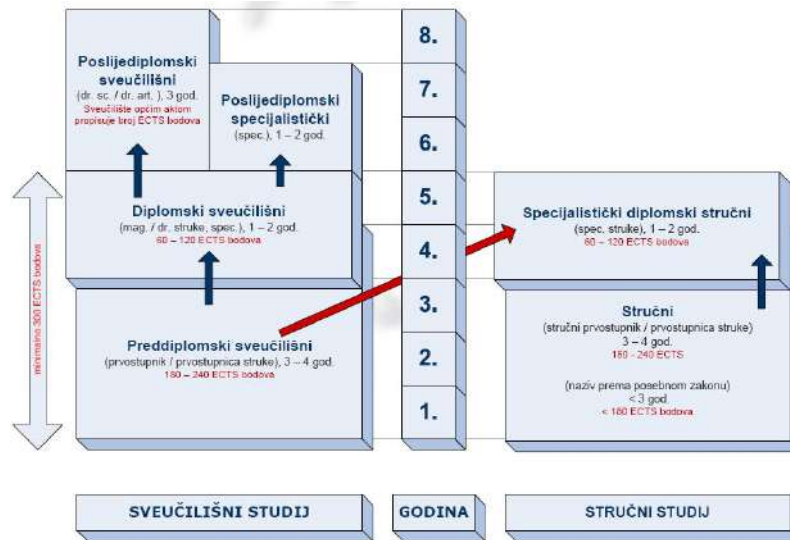 Poslijediplomski
sveučilišni
(dr. sc. / dr. art. ), 3 god.
Sveučilište općim aktom
propisuje broj ECTS bodova
Poslijediplomski
specijalistički
(spec.), 1 – 2 god.
Diplomski sveučilišni
(mag. / dr. struke, spec.), 1 – 2 god.
60 – 120 ECTS bodova
Preddiplomski sveučilišni
(prvostupnik / prvostupnica struke), 3 – 4 god.
180 – 240 ECTS bodova
minimalno 300 ECTS bodova
8.
7.
6.
5.
4.
3.
2.
1.
Specijalistički diplomski stručni
(spec. struke), 1 – 2 god.
60 – 120 ECTS bodova
Stručni
(stručni prvostupnik / prvostupnica struke)
3 – 4 god.
180 - 240 ECTS
(naziv prema posebnom zakonu)
< 3 god.
< 180 ECTS bodova
SVEUČILIŠNI STUDIJ
GODINA
STRUČNI STUDIJ